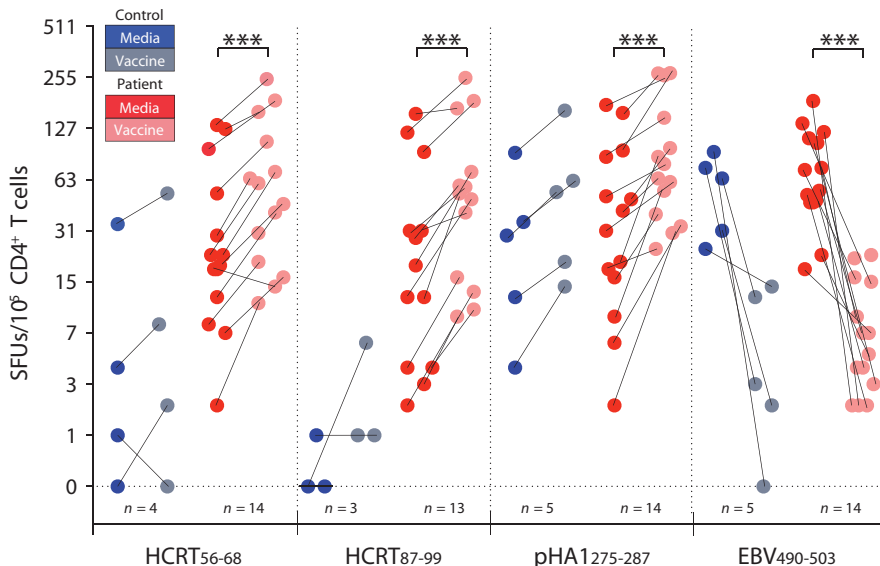 Control
Media
Vaccine
Patient
Media
Vaccine
SFUs/10⁵ CD4⁺ T cells
511
255
127
63
31
15
7
3
1
0
*** *** *** ***
n = 4 n = 14 n = 3 n = 13 n = 5 n = 14 n = 5 n = 14
HCRT56-68 HCRT87-99 pHA1275-287 EBV490-503